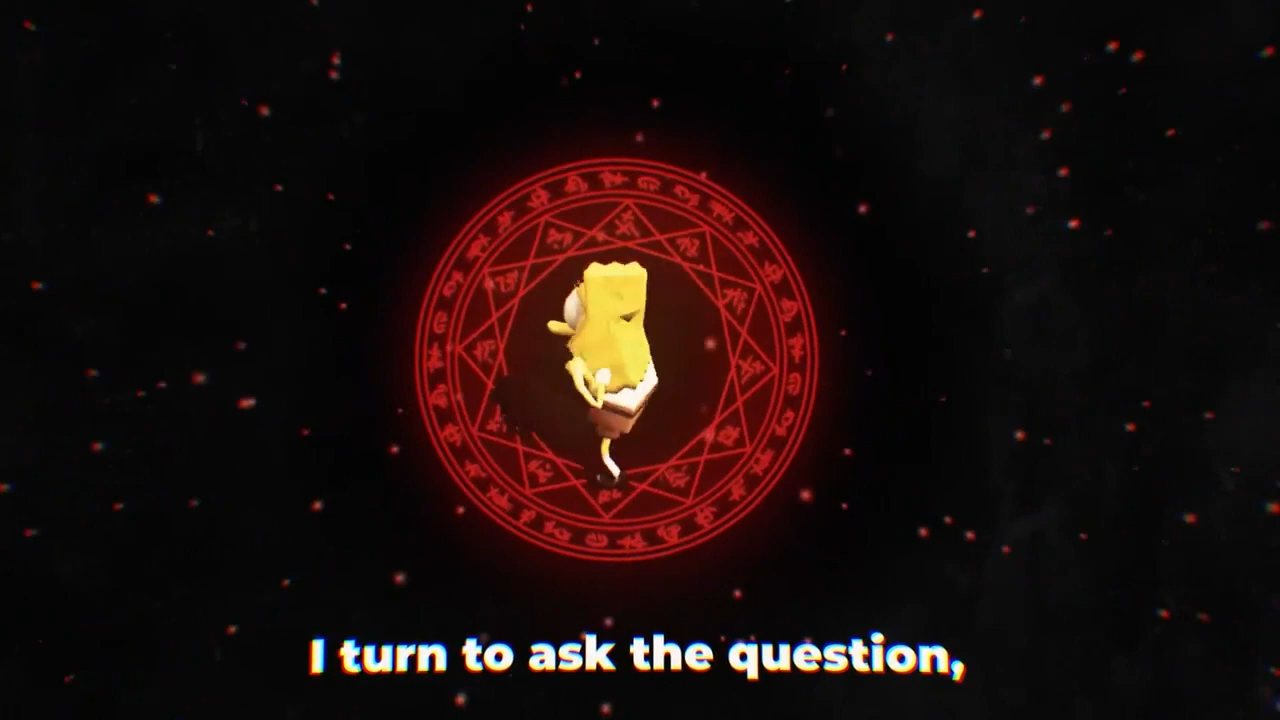 I turn to ask the question,